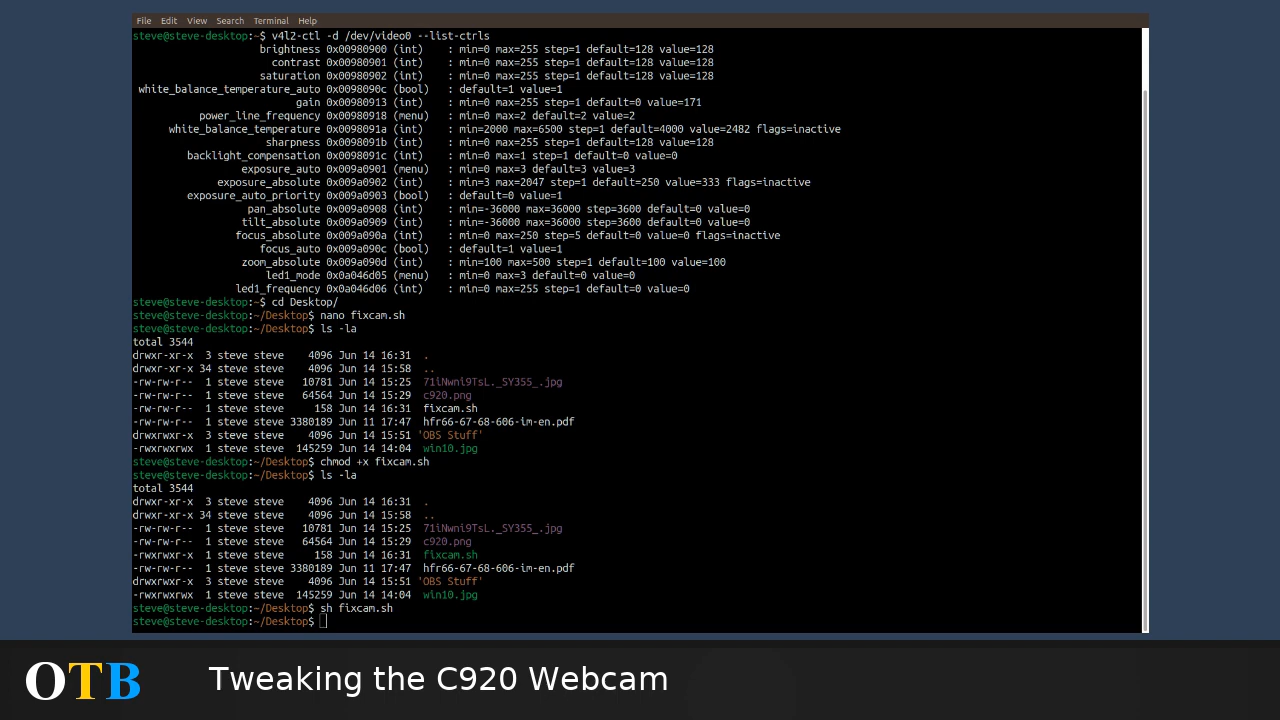 File Edit View Search Terminal Help
steve@steve-desktop:~$ v4l2-ctl -d /dev/video0 --list-ctrls
brightness 0x00980900 (int) : min=0 max=255 step=1 default=128 value=128
contrast 0x00980901 (int) : min=0 max=255 step=1 default=128 value=128
saturation 0x00980902 (int) : min=0 max=255 step=1 default=128 value=128
white_balance_temperature_auto 0x0098090c (bool) : default=1 value=1
gain 0x00980913 (int) : min=0 max=255 step=1 default=0 value=171
power_line_frequency 0x00980918 (menu) : min=0 max=2 default=2 value=2
white_balance_temperature 0x0098091a (int) : min=2000 max=6500 step=1 default=4000 value=2482 flags=inactive
sharpness 0x0098091b (int) : min=0 max=255 step=1 default=128 value=128
backlight_compensation 0x0098091c (int) : min=0 max=1 step=1 default=0 value=0
exposure_auto 0x009a0901 (menu) : min=0 max=3 default=3 value=3
exposure_absolute 0x009a0902 (int) : min=3 max=2047 step=1 default=250 value=333 flags=inactive
exposure_auto_priority 0x009a0903 (bool) : default=0 value=1
pan_absolute 0x009a0908 (int) : min=-36000 max=36000 step=3600 default=0 value=0
tilt_absolute 0x009a0909 (int) : min=-36000 max=36000 step=3600 default=0 value=0
focus_absolute 0x009a090a (int) : min=0 max=250 step=5 default=0 value=0 flags=inactive
focus_auto 0x009a090c (bool) : default=1 value=1
zoom_absolute 0x009a090d (int) : min=100 max=500 step=1 default=100 value=100
led1_mode 0x0a046d05 (menu) : min=0 max=3 default=0 value=0
led1_frequency 0x0a046d06 (int) : min=0 max=255 step=1 default=0 value=0
steve@steve-desktop:~$ cd Desktop/
steve@steve-desktop:~/Desktop$ nano fixcam.sh
steve@steve-desktop:~/Desktop$ ls -la
total 3544
drwxr-xr-x 3 steve steve 4096 Jun 14 16:31 .
drwxr-xr-x 34 steve steve 4096 Jun 14 15:58 ..
-rw-rw-r-- 1 steve steve 10781 Jun 14 15:25 71iNwni9TsL._SY355_.jpg
-rw-rw-r-- 1 steve steve 64564 Jun 14 15:29 c920.png
-rw-rw-r-- 1 steve steve 158 Jun 14 16:31 fixcam.sh
-rw-rw-r-- 1 steve steve 3380189 Jun 11 17:47 hfr66-67-68-606-im-en.pdf
drwxrwxr-x 3 steve steve 4096 Jun 14 15:51 'OBS Stuff'
-rwxrwxrwx 1 steve steve 145259 Jun 14 14:04 win10.jpg
steve@steve-desktop:~/Desktop$ chmod +x fixcam.sh
steve@steve-desktop:~/Desktop$ ls -la
total 3544
drwxr-xr-x 3 steve steve 4096 Jun 14 16:31 .
drwxr-xr-x 34 steve steve 4096 Jun 14 15:58 ..
-rw-rw-r-- 1 steve steve 10781 Jun 14 15:25 71iNwni9TsL._SY355_.jpg
-rw-rw-r-- 1 steve steve 64564 Jun 14 15:29 c920.png
-rwxrwxr-x 1 steve steve 158 Jun 14 16:31 fixcam.sh
-rw-rw-r-- 1 steve steve 3380189 Jun 11 17:47 hfr66-67-68-606-im-en.pdf
drwxrwxr-x 3 steve steve 4096 Jun 14 15:51 'OBS Stuff'
-rwxrwxrwx 1 steve steve 145259 Jun 14 14:04 win10.jpg
steve@steve-desktop:~/Desktop$ sh fixcam.sh
steve@steve-desktop:~/Desktop$
OTB Tweaking the C920 Webcam